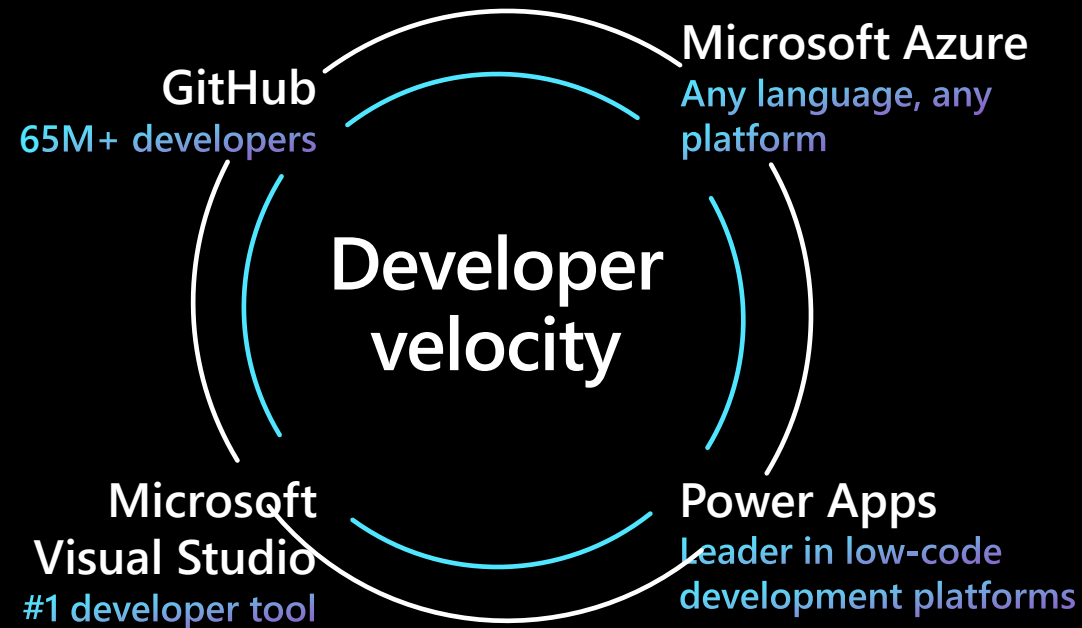 GitHub
65M+ developers
Microsoft Azure
Any language, any
platform
Developer
velocity
Microsoft
Visual Studio
#1 developer tool
Power Apps
Leader in low-code
development platforms